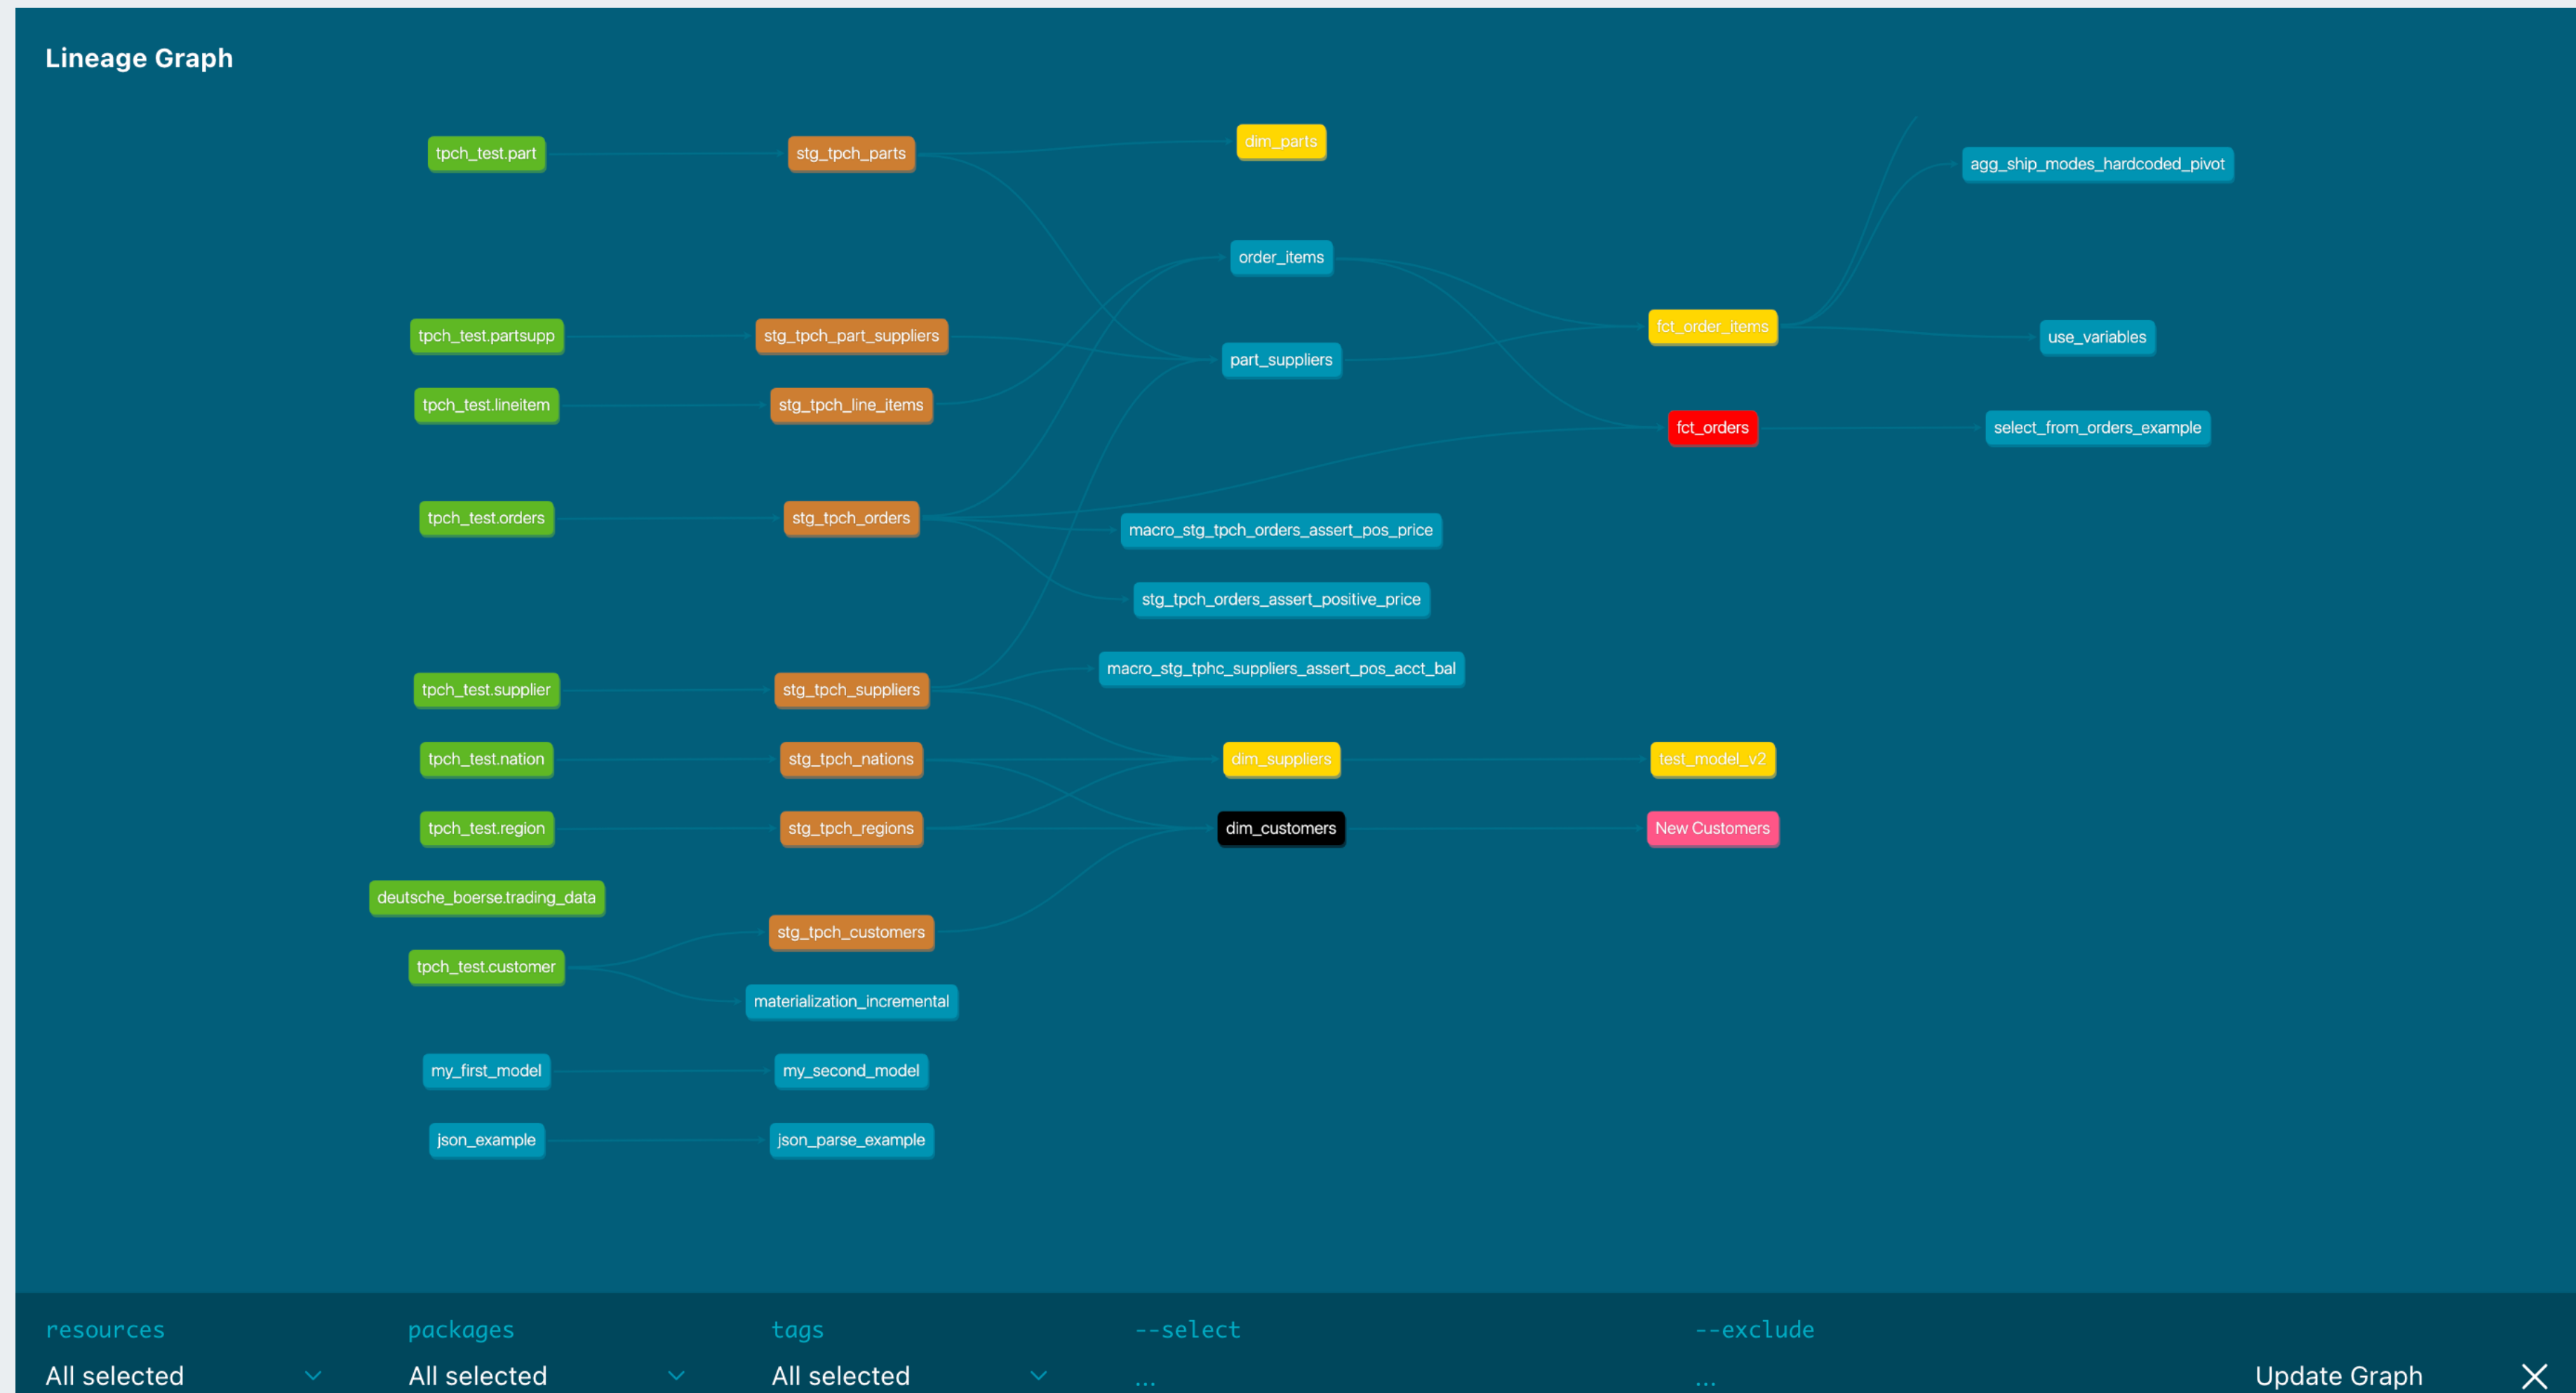 Lineage Graph
tpch_test.part
stg_tpch_parts
dim_parts
agg_ship_modes_hardcoded_pivot
order_items
tpch_test.partsupp
stg_tpch_part_suppliers
part_suppliers
fct_order_items
use_variables
tpch_test.lineitem
stg_tpch_line_items
fct_orders
select_from_orders_example
tpch_test.orders
stg_tpch_orders
macro_stg_tpch_orders_assert_pos_price
stg_tpch_orders_assert_positive_price
macro_stg_tphc_suppliers_assert_pos_acct_bal
tpch_test.supplier
stg_tpch_suppliers
tpch_test.nation
stg_tpch_nations
dim_suppliers
test_model_v2
tpch_test.region
stg_tpch_regions
dim_customers
New Customers
deutsche_boerse.trading_data
stg_tpch_customers
tpch_test.customer
materialization_incremental
my_first_model
my_second_model
json_example
json_parse_example
resources
packages
tags
--select
--exclude
All selected
All selected
All selected
...
...
Update Graph